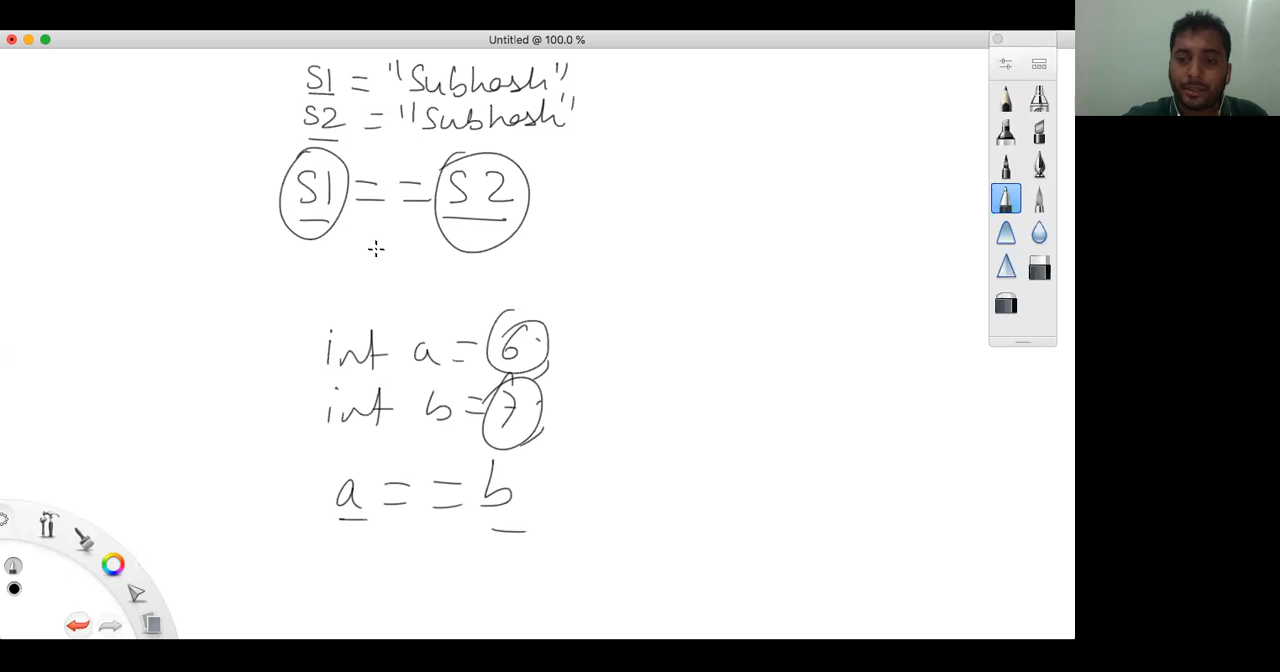 Untitled @ 100.0 %
S1 = "Subhash"
S2 = "Subhash"
S1 == S2
int a = 6
int b = 7
a == b